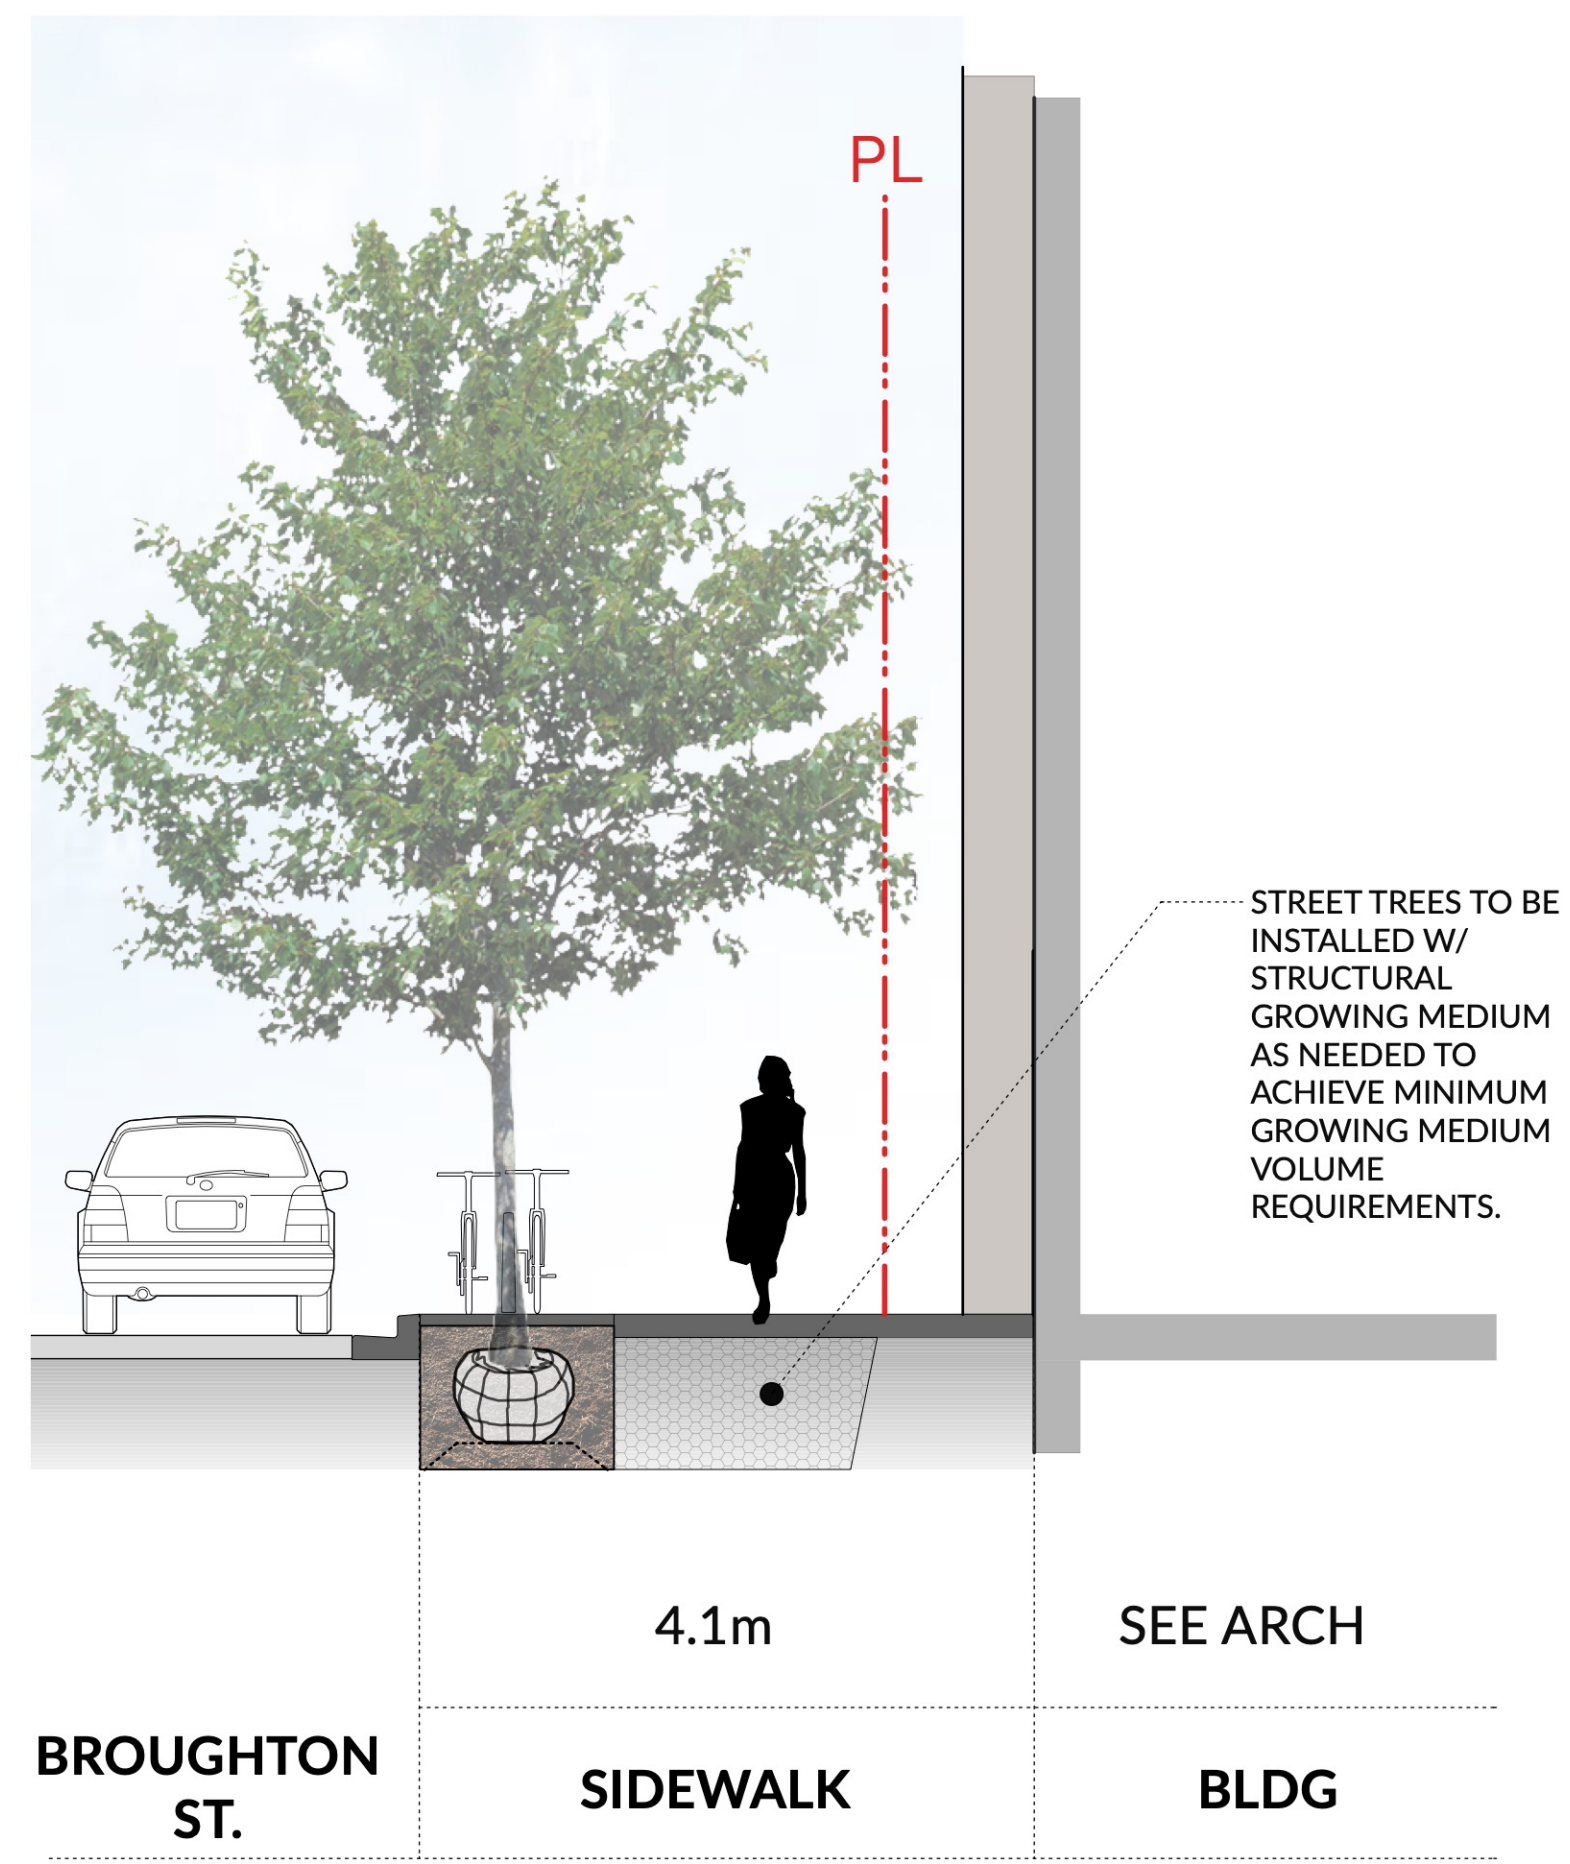 PL
STREET TREES TO BE
INSTALLED W/
STRUCTURAL
GROWING MEDIUM
AS NEEDED TO
ACHIEVE MINIMUM
GROWING MEDIUM
VOLUME
REQUIREMENTS.
4.1m
SEE ARCH
BROUGHTON
ST.
SIDEWALK
BLDG